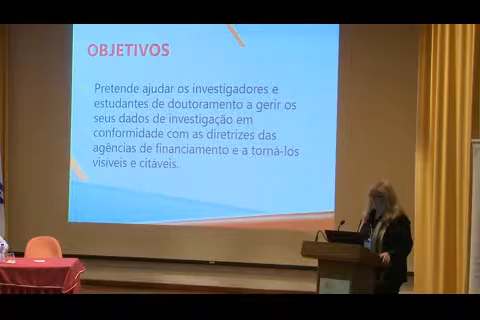 OBJETIVOS
Pretende ajudar os investigadores e
estudantes de doutoramento a gerir os
seus dados de investigação em
conformidade com as diretrizes das
agências de financiamento e a torná-los
visíveis e citáveis.